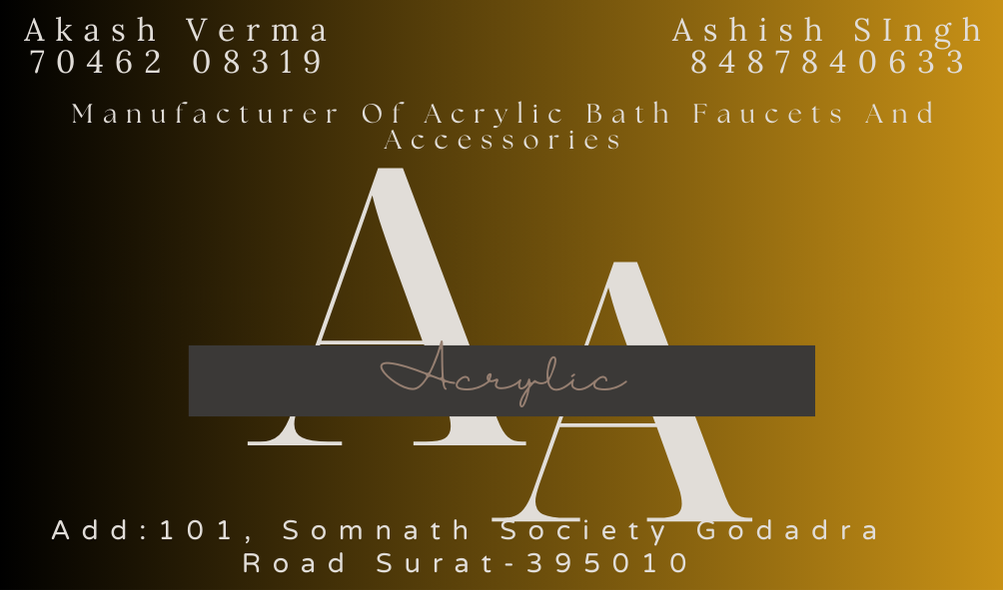 Akash Verma
70462 08319
Ashish SIngh
8487840633
Manufacturer Of Acrylic Bath Faucets And
Accessories
A A
Acrylic
Add:101, Somnath Society Godadra
Road Surat-395010